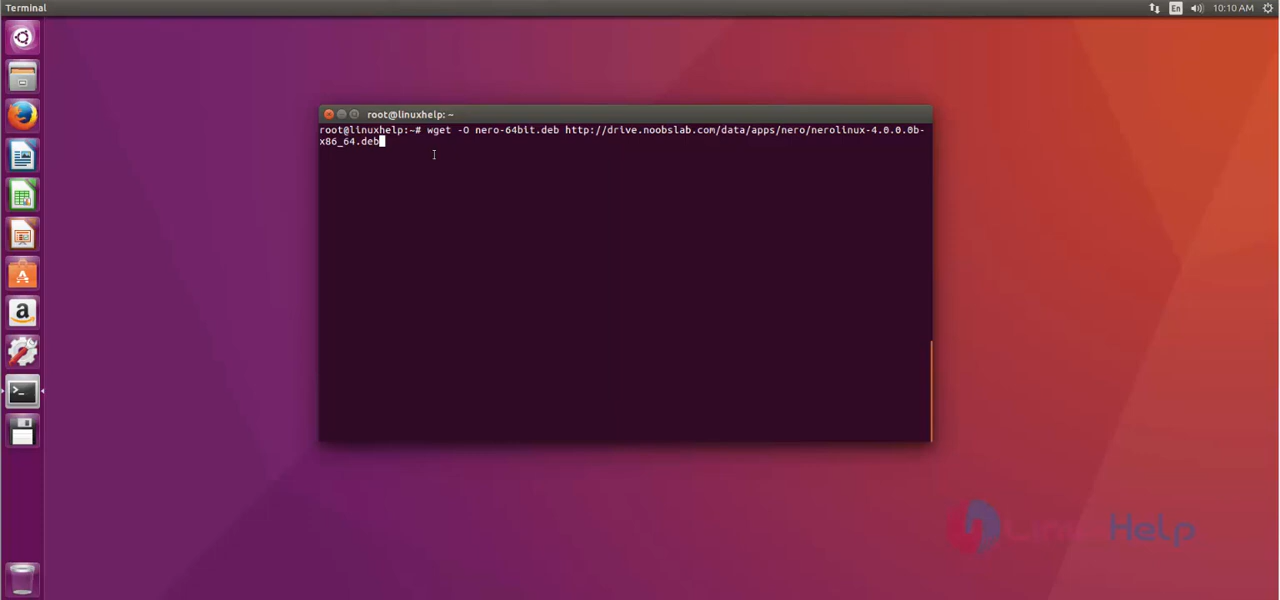 Terminal
En
10:10 AM
root@linuxhelp: ~
root@linuxhelp:~# wget -O nero-64bit.deb http://drive.noobslab.com/data/apps/nero/nerolinux-4.0.0.0b-
x86_64.deb
Help